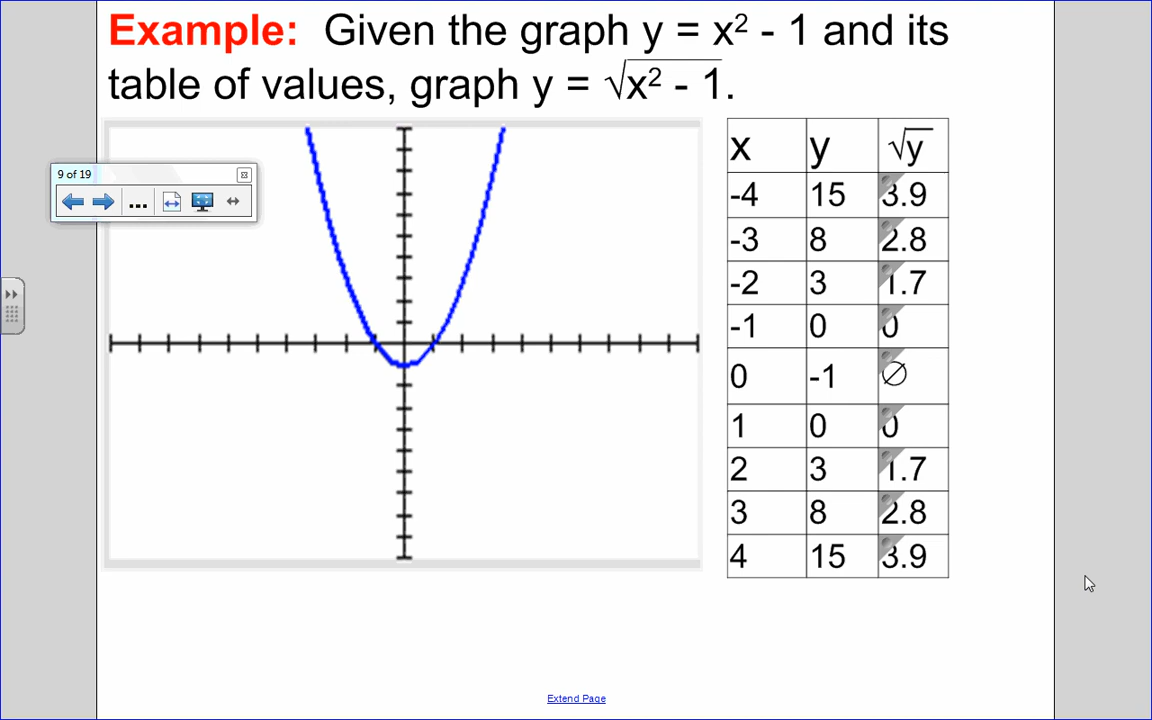 Example: Given the graph y = x² - 1 and its
table of values, graph y = √x² - 1.
9 of 19
...
x y √y
-4 15 3.9
-3 8 2.8
-2 3 1.7
-1 0 0
0 -1 ∅
1 0 0
2 3 1.7
3 8 2.8
4 15 3.9
Extend Page